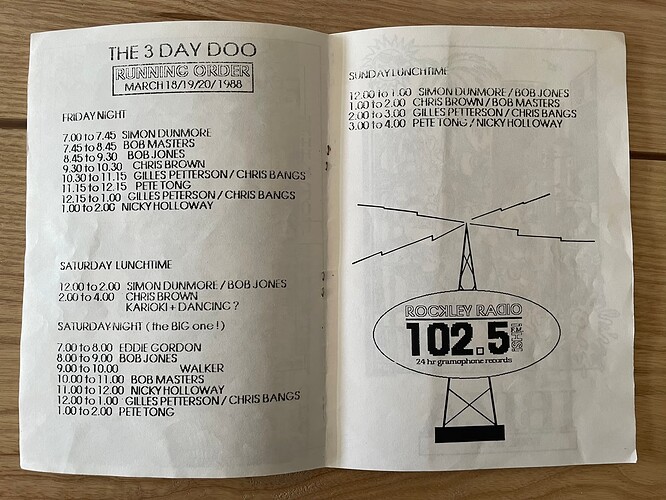 THE 3 DAY DOO
RUNNING ORDER
MARCH 18/19/20/1988
FRIDAY NIGHT
7.00 to 7.45 SIMON DUNMORE
7.45 to 8.45 BOB MASTERS
8.45 to 9.30 BOB JONES
9.30 to 10.30 CHRIS BROWN
10.30 to 11.15 GILLES PETTERSON / CHRIS BANGS
11.15 to 12.15 PETE TONG
12.15 to 1.00 GILLES PETTERSON / CHRIS BANGS
1.00 to 2.00 NICKY HOLLOWAY
SATURDAY LUNCHTIME
12.00 to 2.00 SIMON DUNMORE / BOB JONES
2.00 to 4.00 CHRIS BROWN
KARIOKI + DANCING ?
SATURDAY-NIGHT ( the BIG one ! )
7.00 to 8.00 EDDIE GORDON
8.00 to 9.00 BOB JONES
9.00 to 10.00 WALKER
10.00 to 11.00 BOB MASTERS
11.00 to 12.00 NICKY HOLLOWAY
12.00 to 1.00 GILLES PETTERSON / CHRIS BANGS
1.00 to 2.00 PETE TONG
SUNDAY LUNCHTIME
12.00 to 1.00 SIMON DUNMORE / BOB JONES
1.00 to 2.00 CHRIS BROWN / BOB MASTERS
2.00 to 3.00 GILLES PETTERSON / CHRIS BANGS
3.00 to 4.00 PETE TONG / NICKY HOLLOWAY
ROCKLEY RADIO
102.5
24 hr gramophone records